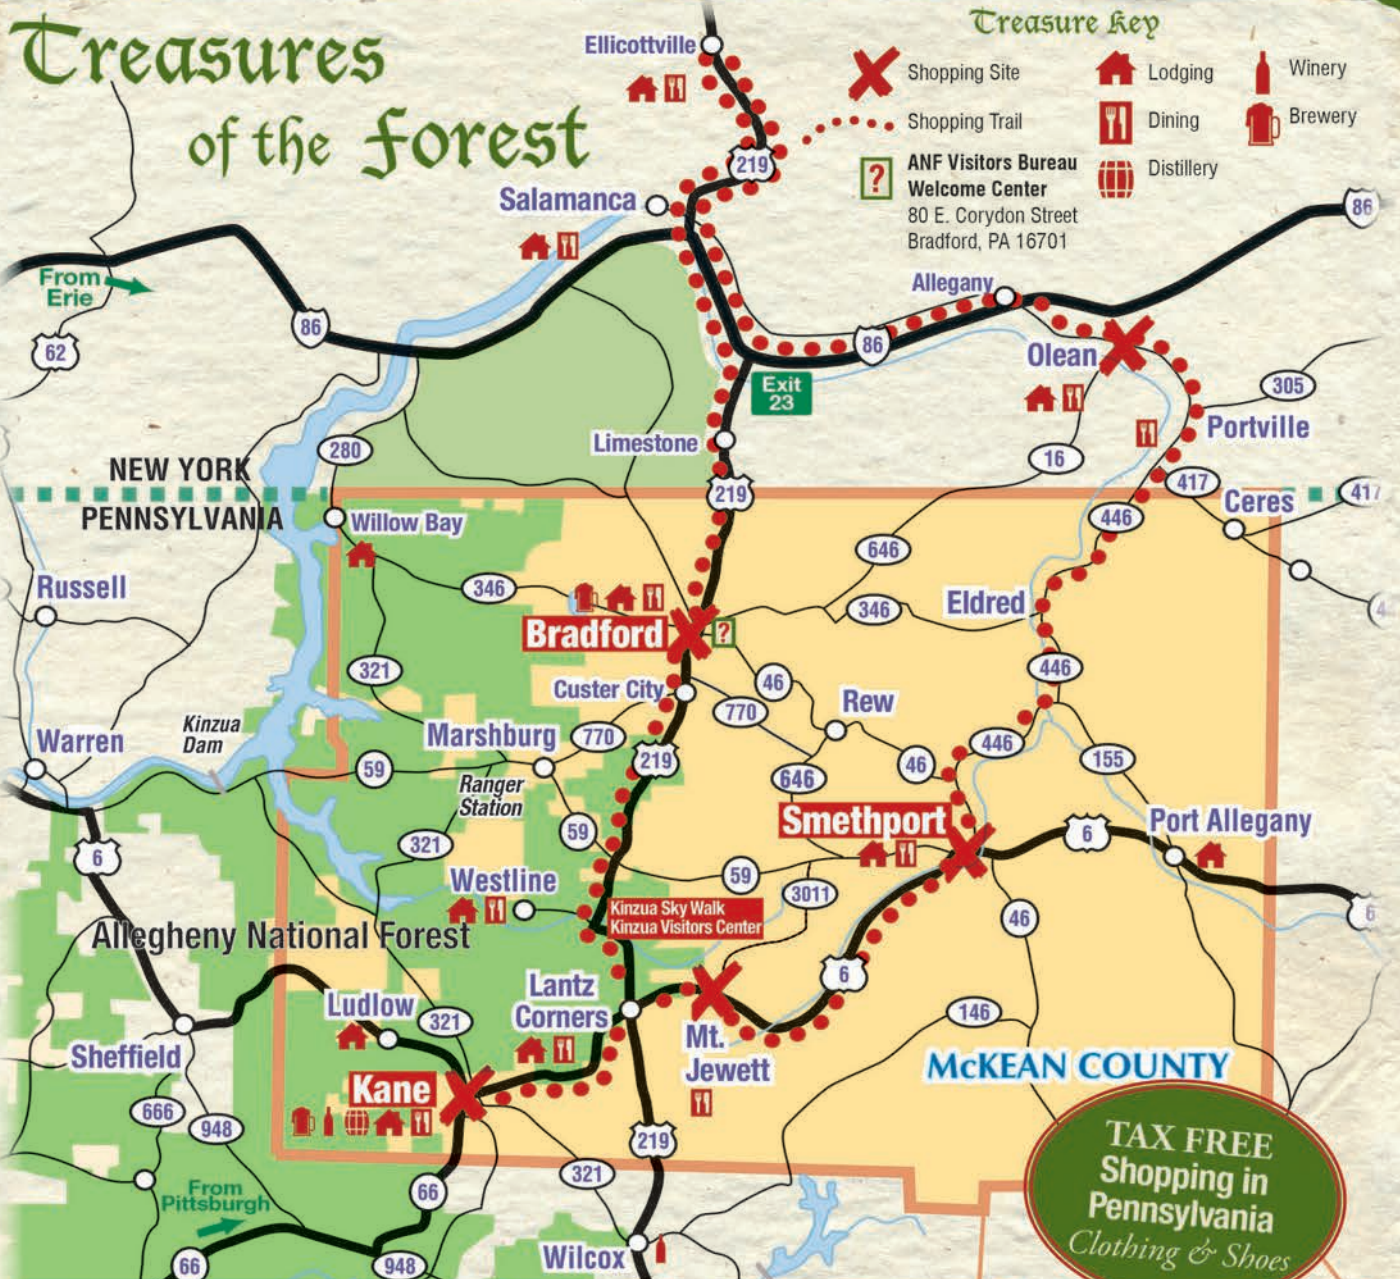 Treasures
of the Forest
Treasure Key
Shopping Site
Shopping Trail
ANF Visitors Bureau
Welcome Center
80 E. Corydon Street
Bradford, PA 16701
Lodging
Dining
Distillery
Winery
Brewery
?
Ellicottville
219
Salamanca
86
From
Erie
62
86
Allegany
86
Olean
Exit
23
305
Portville
Limestone
280
16
NEW YORK
PENNSYLVANIA
219
417
Ceres
417
446
Willow Bay
646
Russell
346
346
Eldred
Bradford
?
321
446
Custer City
46
770
Rew
Kinzua
Dam
Warren
Marshburg
770
446
59
219
46
155
Ranger
Station
646
Smethport
59
321
6
6
Port Allegany
Westline
59
3011
Kinzua Sky Walk
Kinzua Visitors Center
6
46
Allegheny National Forest
6
Lantz
Corners
Ludlow
321
146
Mt.
Jewett
Sheffield
McKEAN COUNTY
Kane
666
948
219
321
66
From
Pittsburgh
66
948
Wilcox
TAX FREE
Shopping in
Pennsylvania
Clothing & Shoes